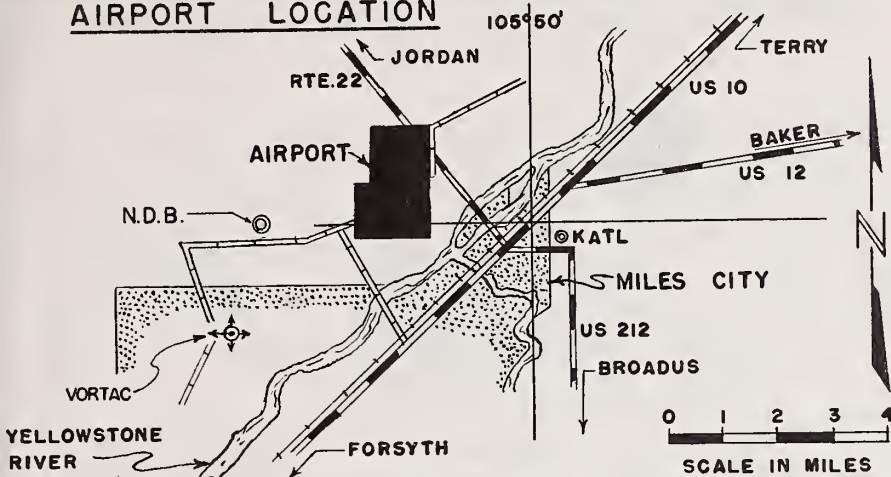 AIRPORT LOCATION
105°50'
JORDAN
TERRY
RTE.22
US 10
BAKER
AIRPORT
US 12
N.D.B.
N
KATL
MILES CITY
US 212
VORTAC
BROADUS
0 1 2 3 4
YELLOWSTONE
RIVER
FORSYTH
SCALE IN MILES